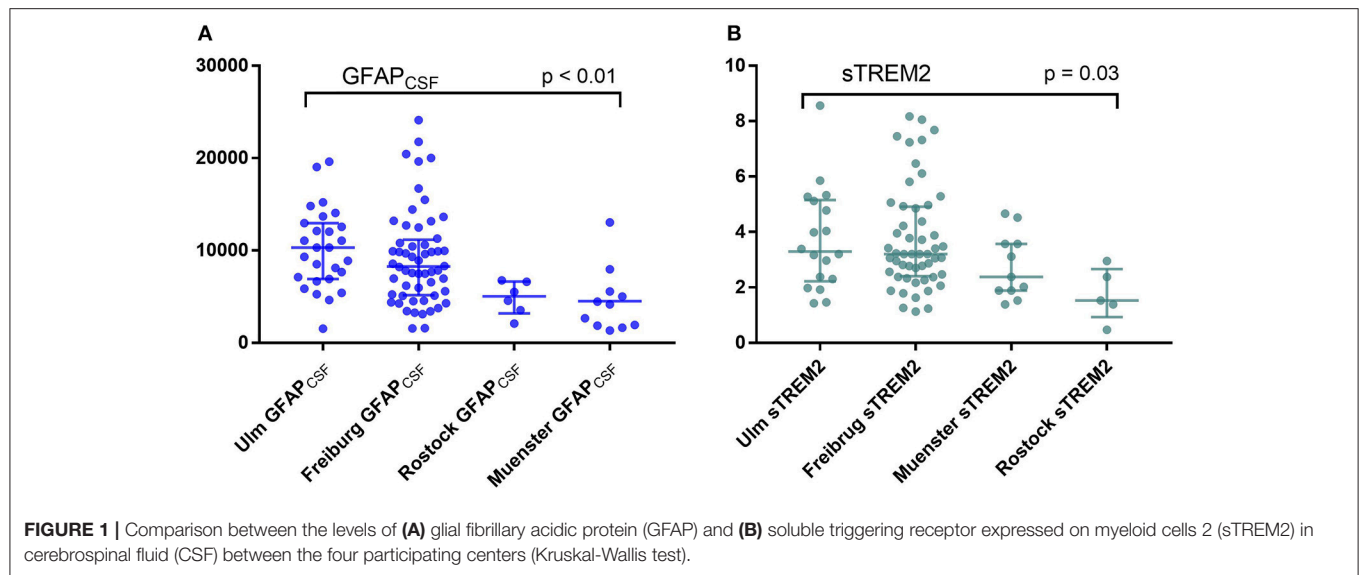 A
GFAPCSF
p < 0.01
30000
20000
10000
0
Ulm GFAPCSF
Freiburg GFAPCSF
Rostock GFAPCSF
Muenster GFAPCSF
B
sTREM2
p = 0.03
10
8
6
4
2
0
Ulm sTREM2
Freibrug sTREM2
Muenster sTREM2
Rostock sTREM2
FIGURE 1 | Comparison between the levels of (A) glial fibrillary acidic protein (GFAP) and (B) soluble triggering receptor expressed on myeloid cells 2 (sTREM2) in
cerebrospinal fluid (CSF) between the four participating centers (Kruskal-Wallis test).